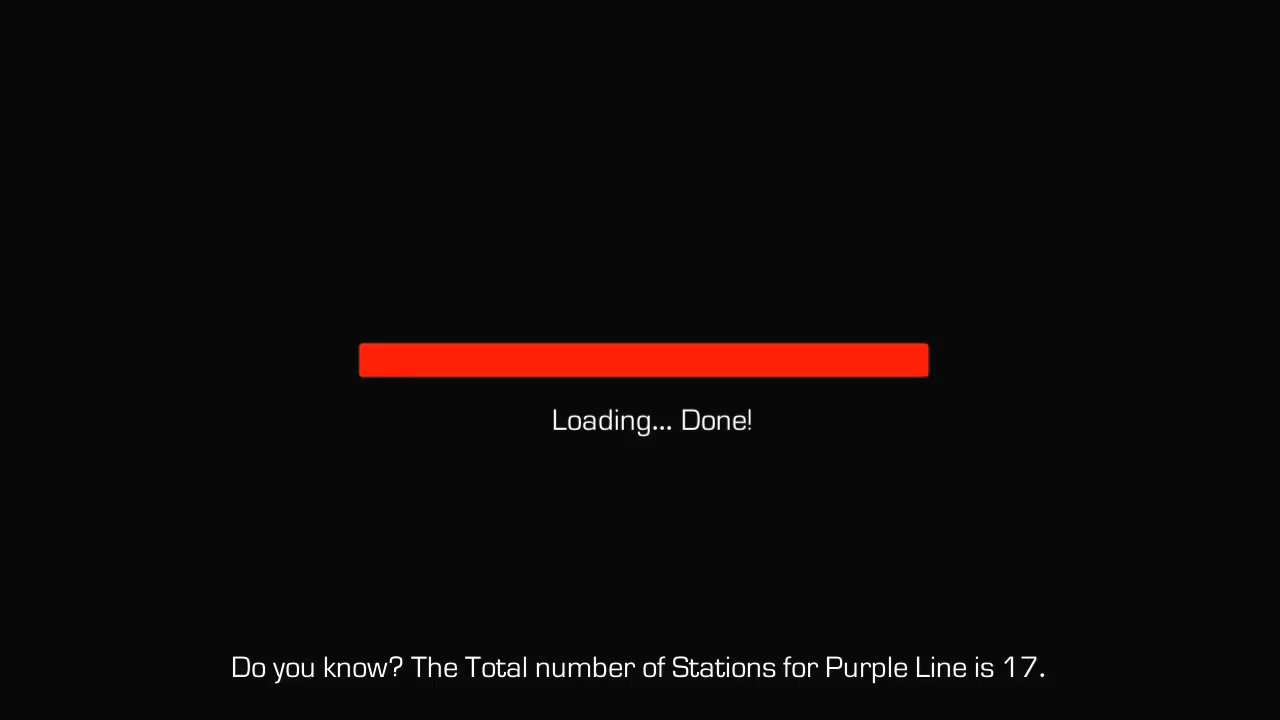 Loading... Done!
Do you know? The Total number of Stations for Purple Line is 17.